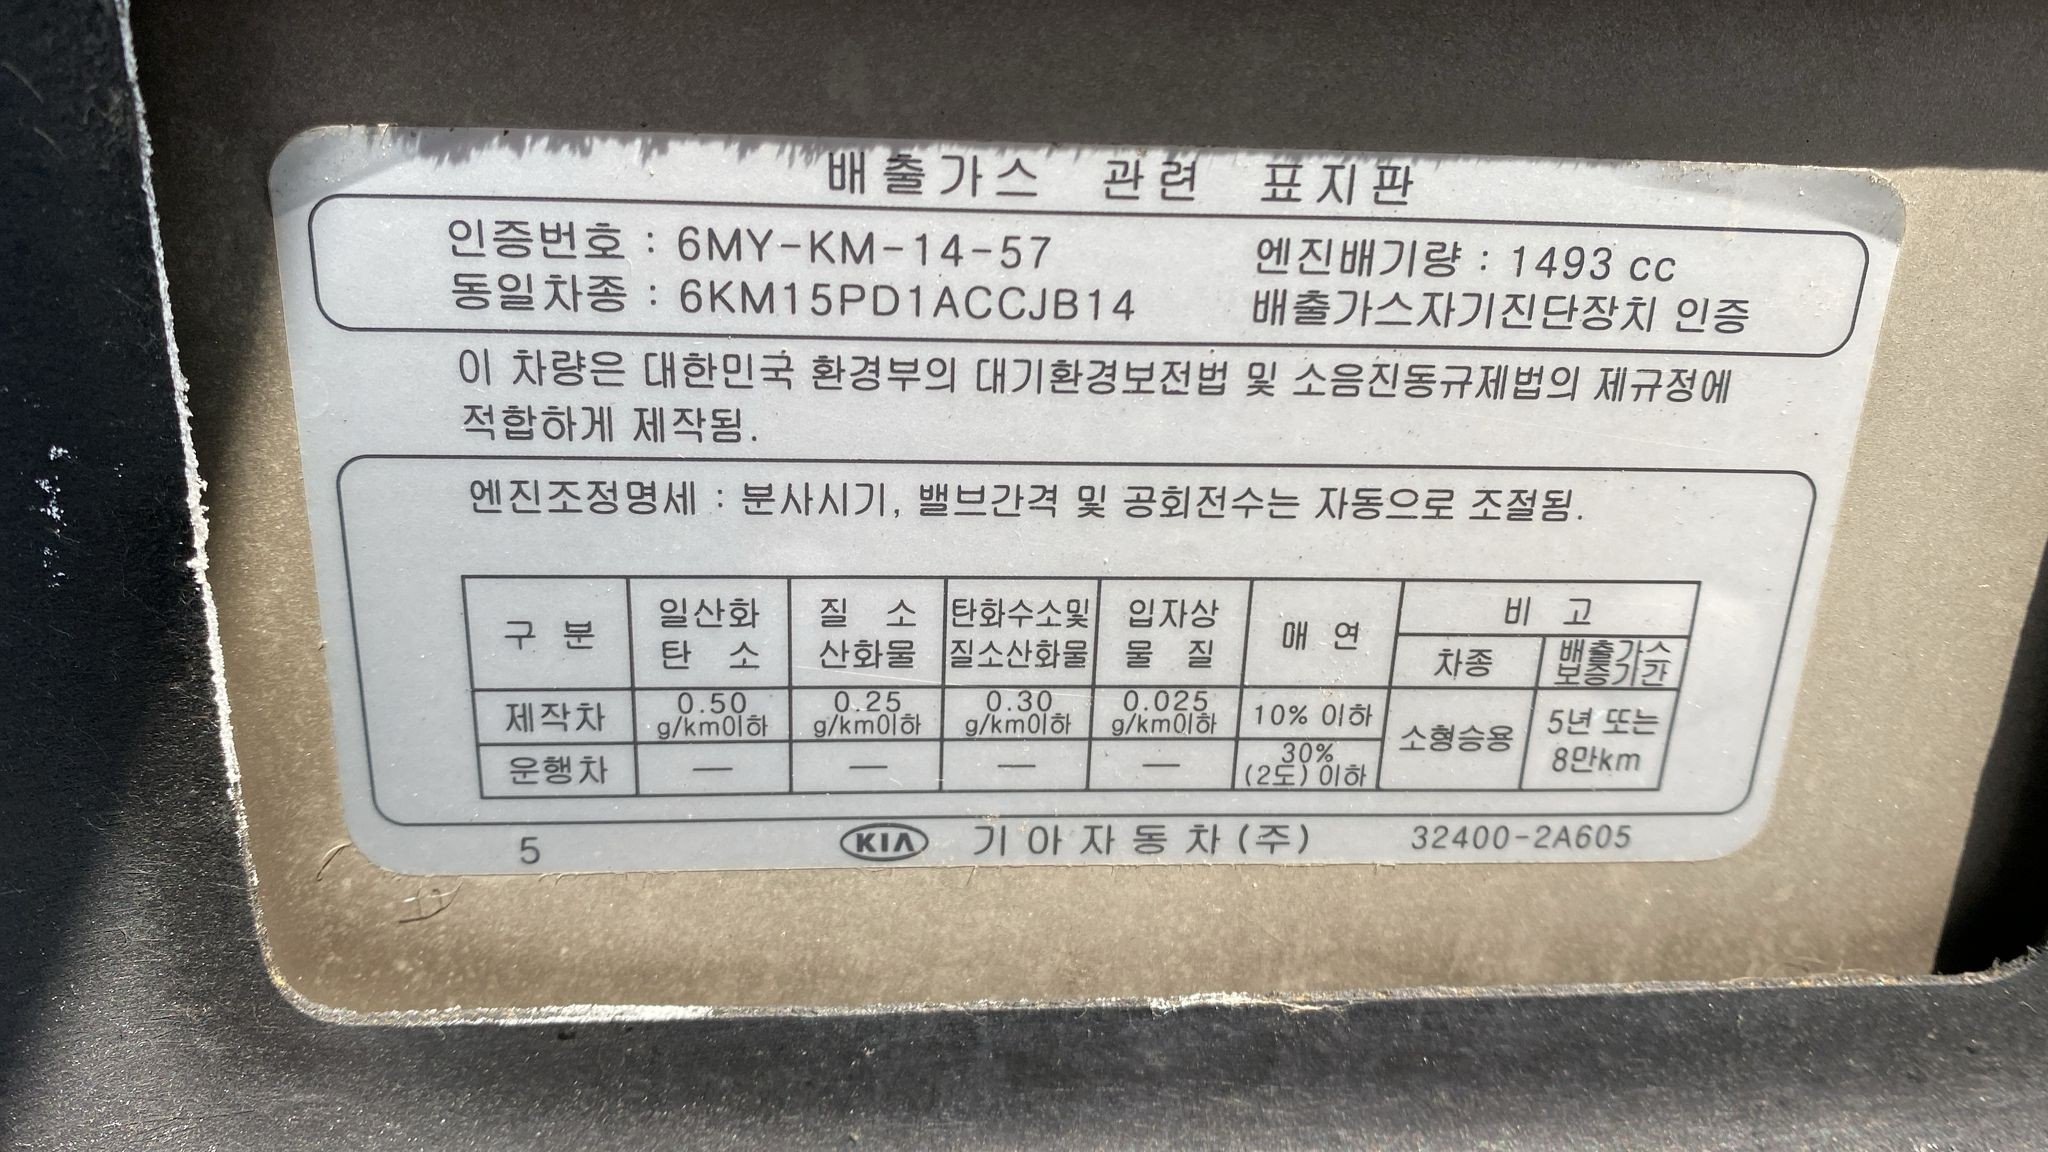 배출가스 관련 표지판
인증번호 : 6MY-KM-14-57 엔진배기량 : 1493 cc
동일차종 : 6KM15PD1ACCJB14 배출가스자기진단장치 인증
이 차량은 대한민국 환경부의 대기환경보전법 및 소음진동규제법의 제규정에
적합하게 제작됨.
엔진조정명세 : 분사시기, 밸브간격 및 공회전수는 자동으로 조절됨.
구 분 일산화 탄 소 질 소 산화물 탄화수소및 질소산화물 입자상 물 질 매 연 비 고
차종 배출가스 보증기간
제작차 0.50 g/km이하 0.25 g/km이하 0.30 g/km이하 0.025 g/km이하 10% 이하 소형승용 5년 또는 8만km
운행차 — — — — 30% (2도) 이하
5 KIA 기아자동차(주) 32400-2A605